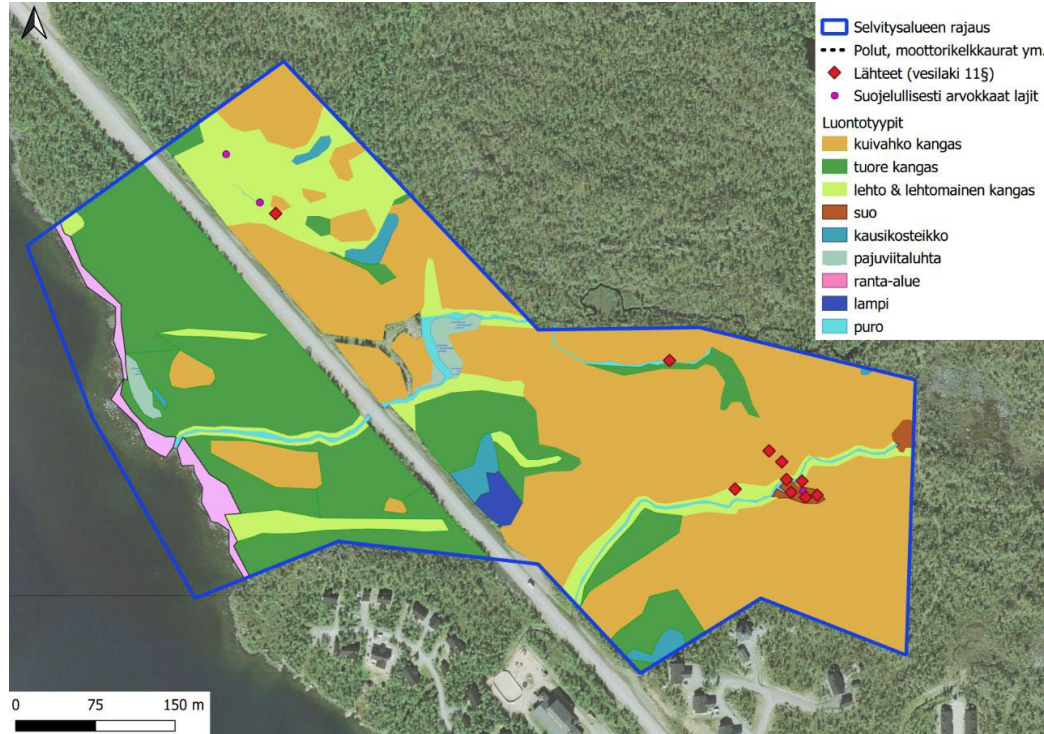 Selvitysalueen rajaus
Polut, moottorikelkkaurat ym.
Lähteet (vesilaki 11§)
Suojelullisesti arvokkaat lajit
Luontotyypit
kuivahko kangas
tuore kangas
lehto & lehtomainen kangas
suo
kausikosteikko
pajuviitaluhta
ranta-alue
lampi
puro
0 75 150 m